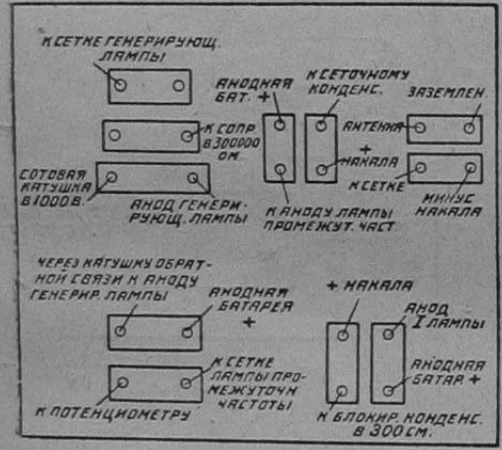 К СЕТКЕ ГЕНЕРИРУЮЩ.
ЛАМПЫ
АНОДНАЯ
БАТ. +
К СЕТОЧНОМУ
КОНДЕНС.
ЗАЗЕМЛЕН.
К СОПР.
В 300000
ОМ.
АНТЕННА
+
НАКАЛА
СОТОВАЯ
КАТУШКА
В 1000 В.
АНОД ГЕНЕРИ-
РУЮЩ. ЛАМПЫ
К СЕТКЕ
МИНУС
НАКАЛА
К АНОДУ ЛАМПЫ
ПРОМЕЖУТ. ЧАСТ.
ЧЕРЕЗ КАТУШКУ ОБРАТ-
НОЙ СВЯЗИ К АНОДУ
ГЕНЕРИР. ЛАМПЫ
АНОДНАЯ
БАТАРЕЯ
+
+ НАКАЛА
АНОД
I ЛАМПЫ
К СЕТКЕ
ЛАМПЫ ПРО-
МЕЖУТОЧН
ЧАСТОТЫ
АНОДНАЯ
БАТАР. +
К ПОТЕНЦИОМЕТРУ
К БЛОКИР. КОНДЕНС.
В 300 СМ.